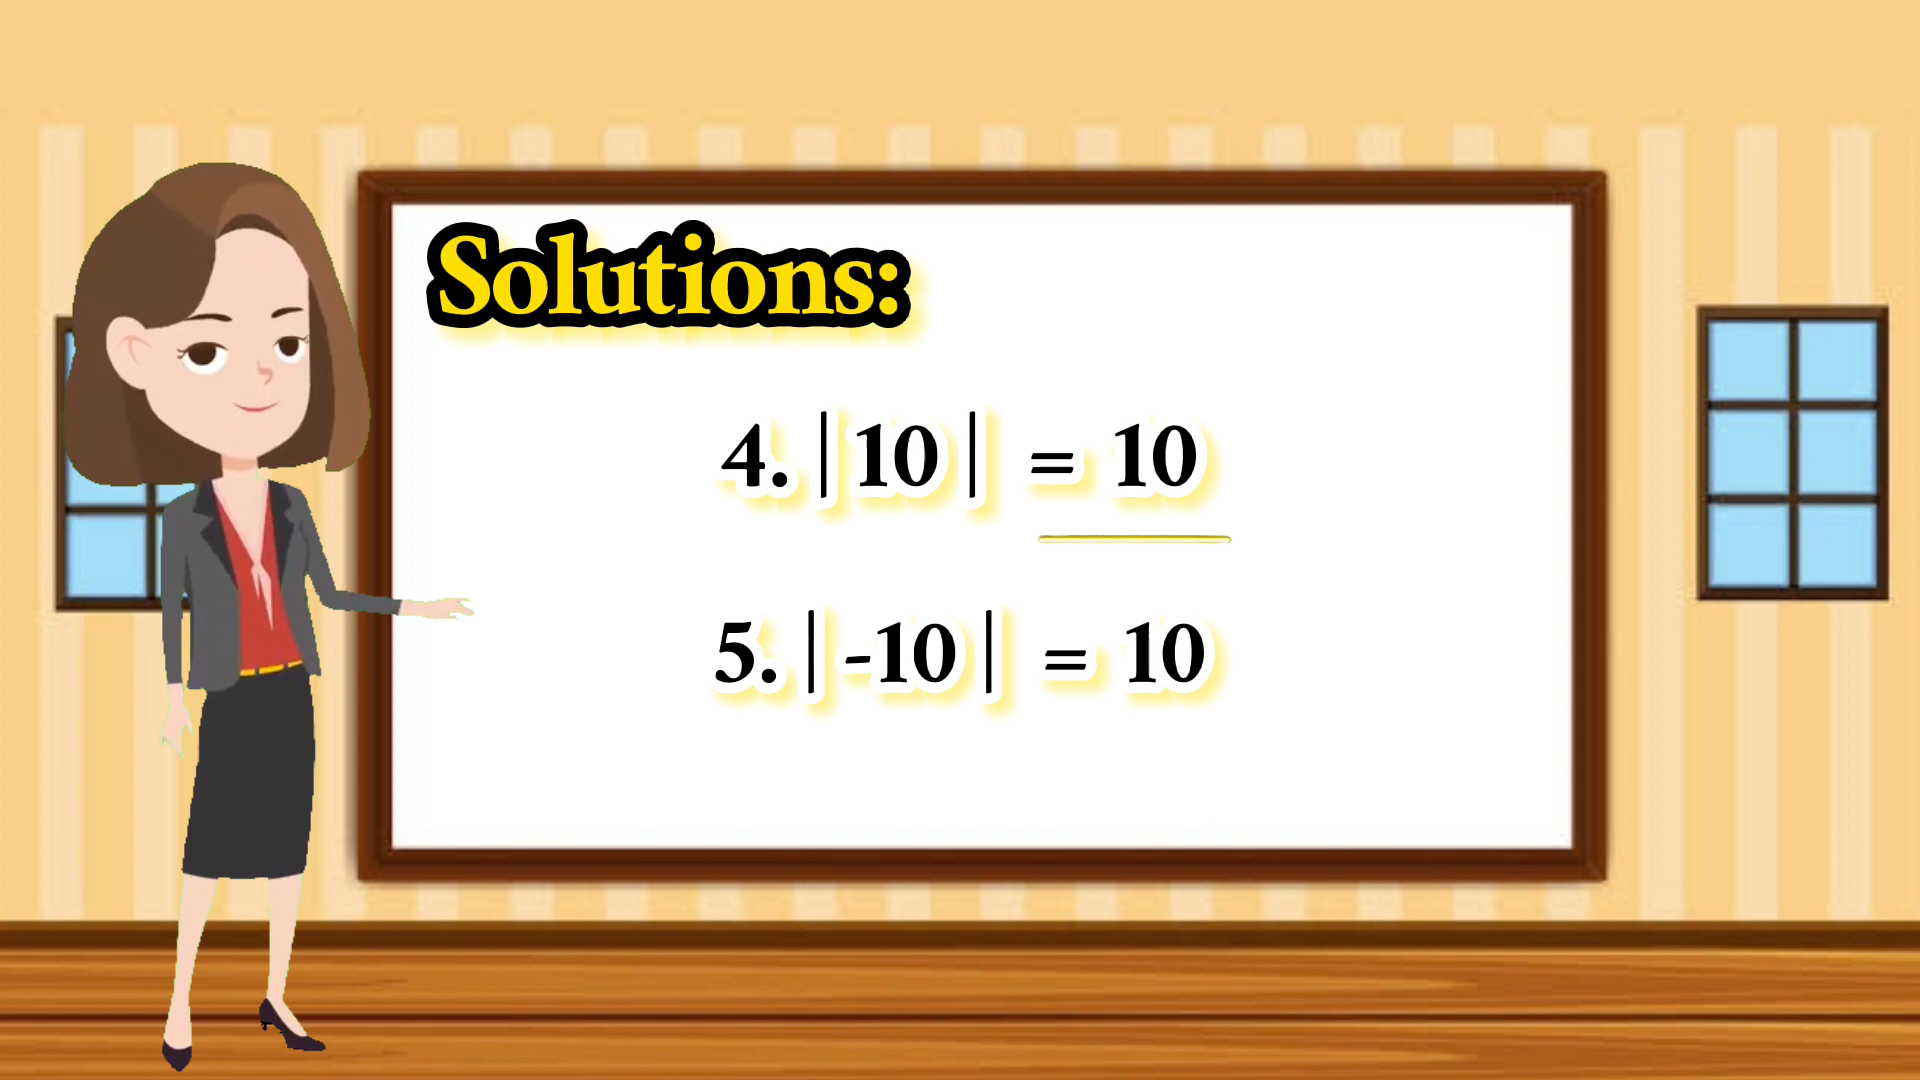 Solutions:
4. |10| = 10
5. |-10| = 10